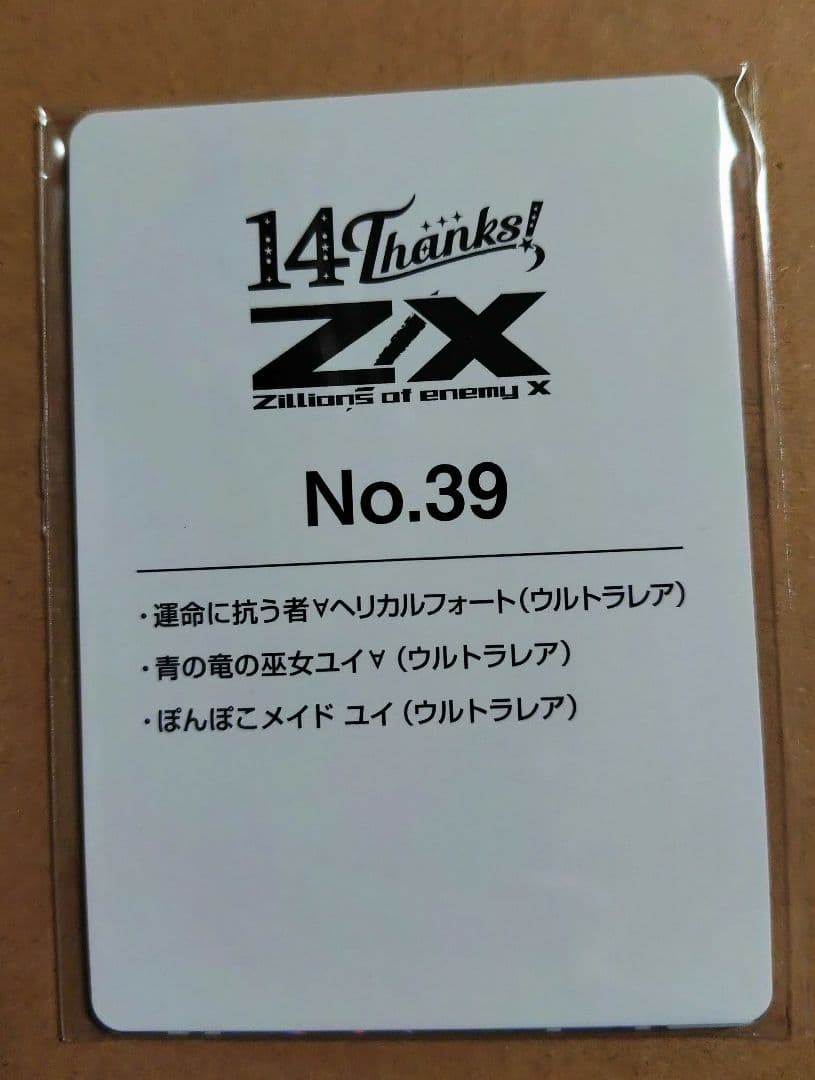 14Thanks!
Z/X
Zillions of enemy X
No.39
・運命に抗う者∀ヘリカルフォート(ウルトラレア)
・青の竜の巫女ユイ∀(ウルトラレア)
・ぽんぽこメイド ユイ(ウルトラレア)